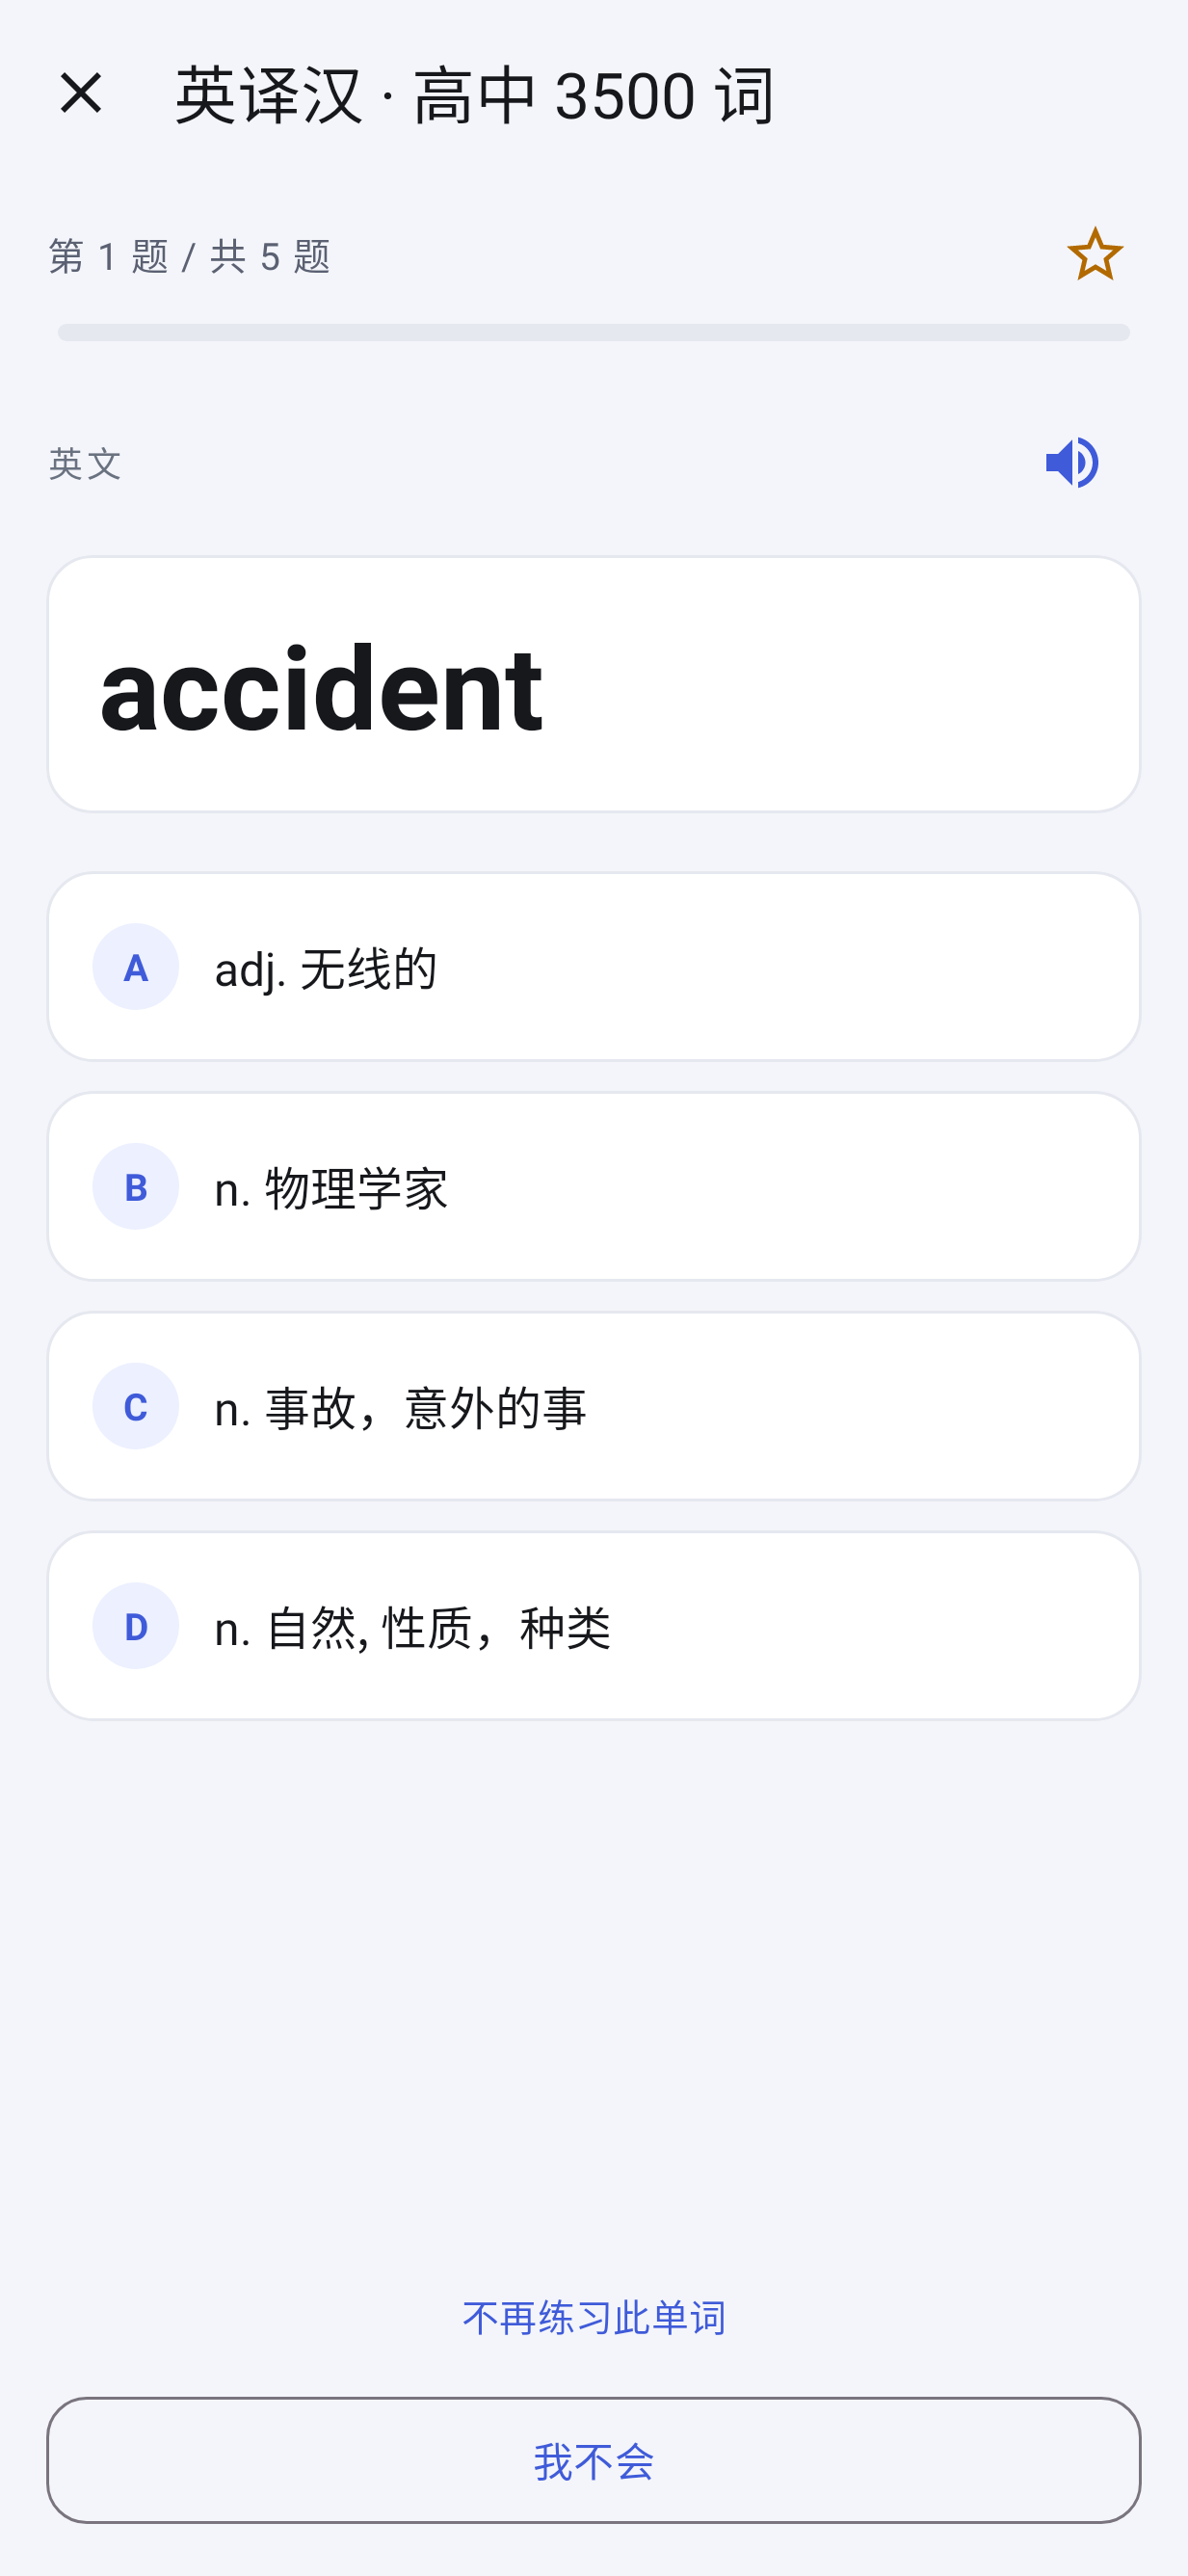 英译汉 · 高中 3500 词
第 1 题 / 共 5 题
英文
accident
A adj. 无线的
B n. 物理学家
C n. 事故，意外的事
D n. 自然, 性质，种类
不再练习此单词
我不会